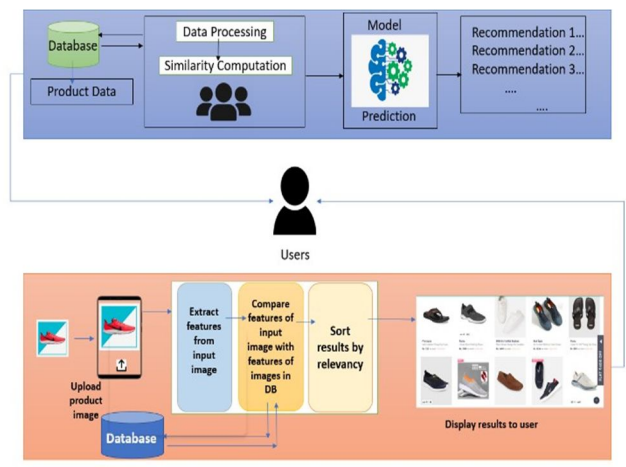 Database
Product Data
Data Processing
Similarity Computation
Model
Prediction
Recommendation 1...
Recommendation 2...
Recommendation 3...
....
....
Users
Upload
product
image
Database
Extract
features
from
input
image
Compare
features of
input
image with
features of
images in
DB
Sort
results by
relevancy
Display results to user